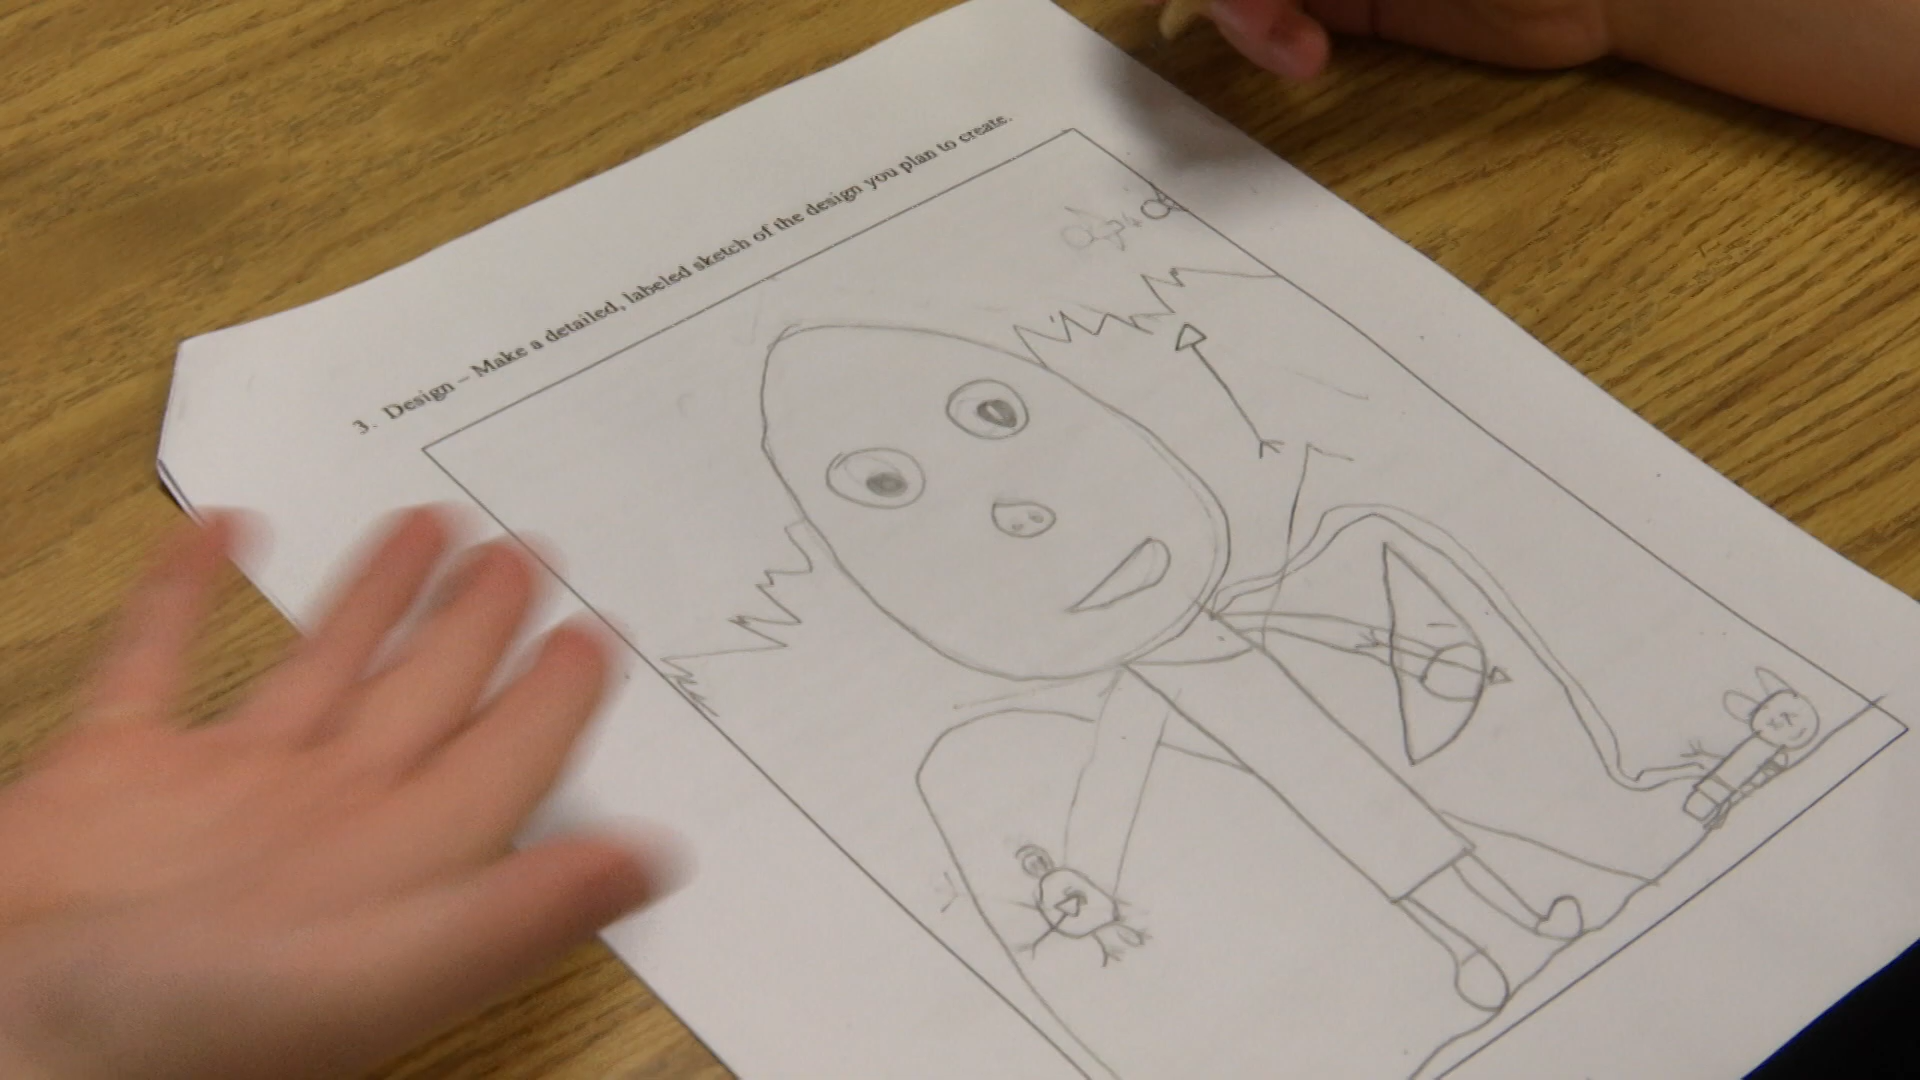 3. Design – Make a detailed, labeled sketch of the design you plan to create.